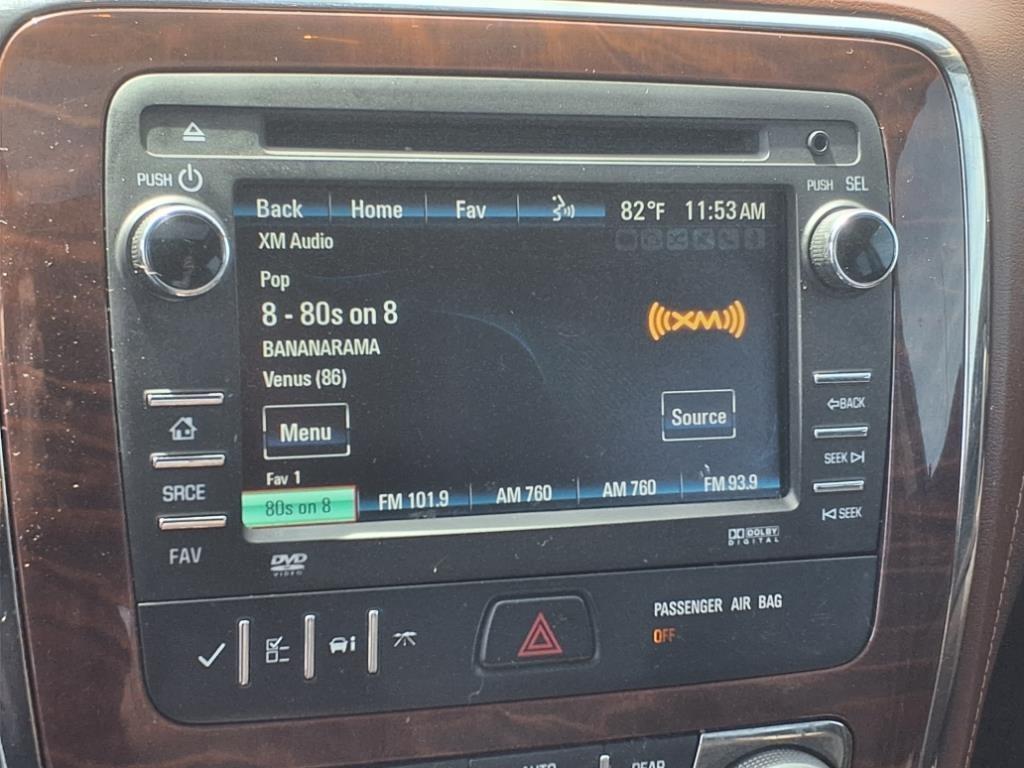 PUSH
PUSH SEL
Back Home Fav 82°F 11:53 AM
XM Audio
Pop
8 - 80s on 8
((XM))
BANANARAMA
Venus (86)
Menu
Source
BACK
SEEK
SEEK
SRCE
FAV
Fav 1
80s on 8 FM 101.9 AM 760 AM 760 FM 93.9
DVD
VIDEO
DOLBY
DIGITAL
PASSENGER AIR BAG
OFF
AUTO
REAR